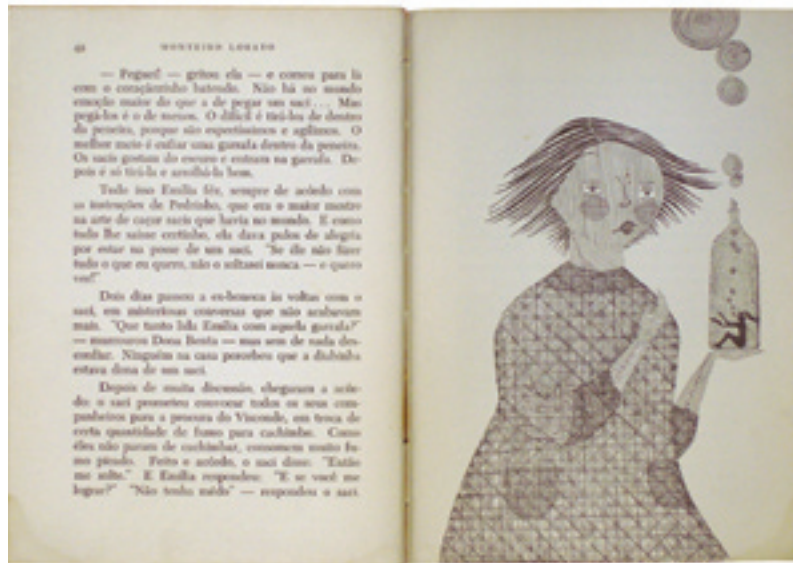 MONTEIRO LOBATO
— Peguei! — gritou ela — e correu para lá
com o coraçãozinho batendo. Não há no mundo
emoção maior do que a de pegar um saci... Mas
pegá-los é o de menos. O difícil é tirá-los de dentro
da peneira, porque são espertíssimos e agílimos. O
melhor meio é enfiar uma garrafa dentro da peneira.
Os sacis gostam do escuro e entram na garrafa. De-
pois é só tirá-la e arrolhá-la bem.
Tudo isso Emília fêz, sempre de acôrdo com
as instruções de Pedrinho, que era o maior mestre
na arte de caçar sacis que havia no mundo. E como
tudo lhe saísse certinho, ela dava pulos de alegria
por estar na posse de um saci. "Se êle não fizer
tudo o que eu quero, não o soltarei nunca — e quero
ver!"
Dois dias passou a ex-boneca às voltas com o
saci, em misteriosas conversas que não acabavam
mais. "Que tanto lida Emília com aquela garrafa?"
— murmurou Dona Benta — mas sem de nada des-
confiar. Ninguém na casa percebeu que a diabinha
estava dona de um saci.
Depois de muita discussão, chegaram a acôr-
do: o saci prometeu convocar todos os seus com-
panheiros para a procura do Visconde, em troca de
certa quantidade de fumo para cachimbo. Como
êles não param de cachimbar, consomem muito fu-
mo picado. Feito o acôrdo, o saci disse: "Então
me solte." E Emília respondeu: "E se você me
logra?" "Não tenha mêdo" — respondeu o saci.